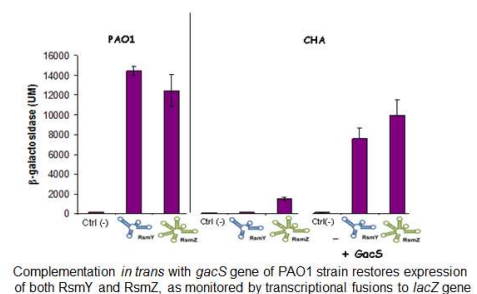 PAO1
CHA
β-galactosidase (UM)
16000
14000
12000
10000
8000
6000
4000
2000
0
Ctrl (-)
RsmY
RsmZ
Ctrl (-)
RsmY
RsmZ
Ctrl(-)
RsmY
RsmZ
–
+ GacS
Complementation in trans with gacS gene of PAO1 strain restores expression
of both RsmY and RsmZ, as monitored by transcriptional fusions to lacZ gene